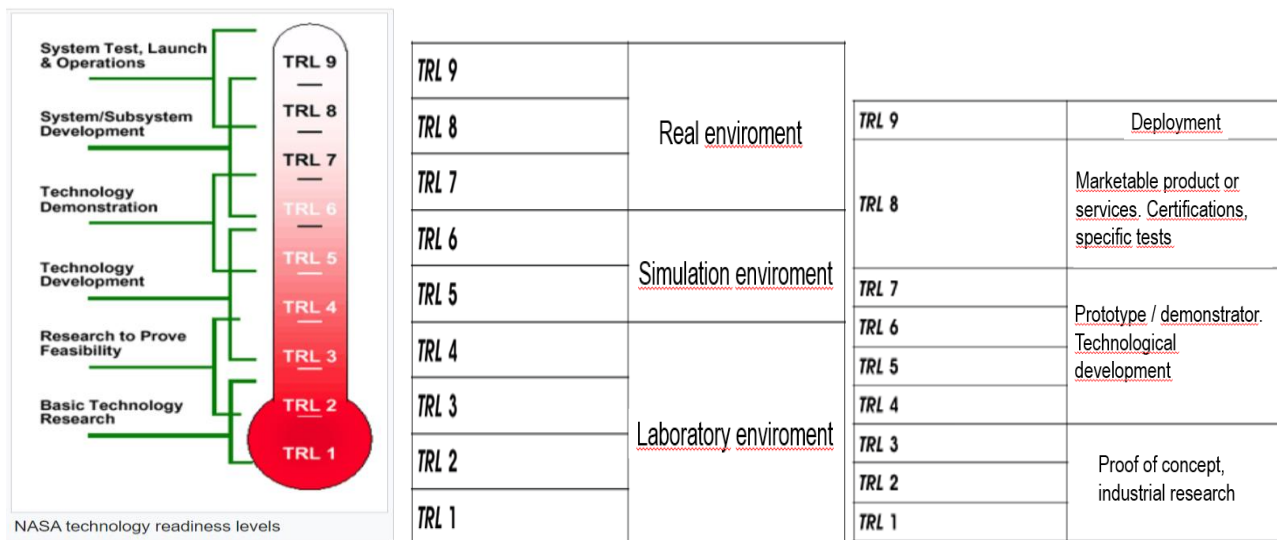 System Test, Launch
& Operations
System/Subsystem
Development
Technology
Demonstration
Technology
Development
Research to Prove
Feasibility
Basic Technology
Research
TRL 9
TRL 8
TRL 7
TRL 6
TRL 5
TRL 4
TRL 3
TRL 2
TRL 1
NASA technology readiness levels
TRL 9
TRL 8
TRL 7
Real enviroment
TRL 6
TRL 5
Simulation enviroment
TRL 4
TRL 3
TRL 2
TRL 1
Laboratory enviroment
TRL 9
Deployment
TRL 8
Marketable product or
services. Certifications,
specific tests
TRL 7
TRL 6
TRL 5
TRL 4
Prototype / demonstrator.
Technological
development
TRL 3
TRL 2
TRL 1
Proof of concept,
industrial research